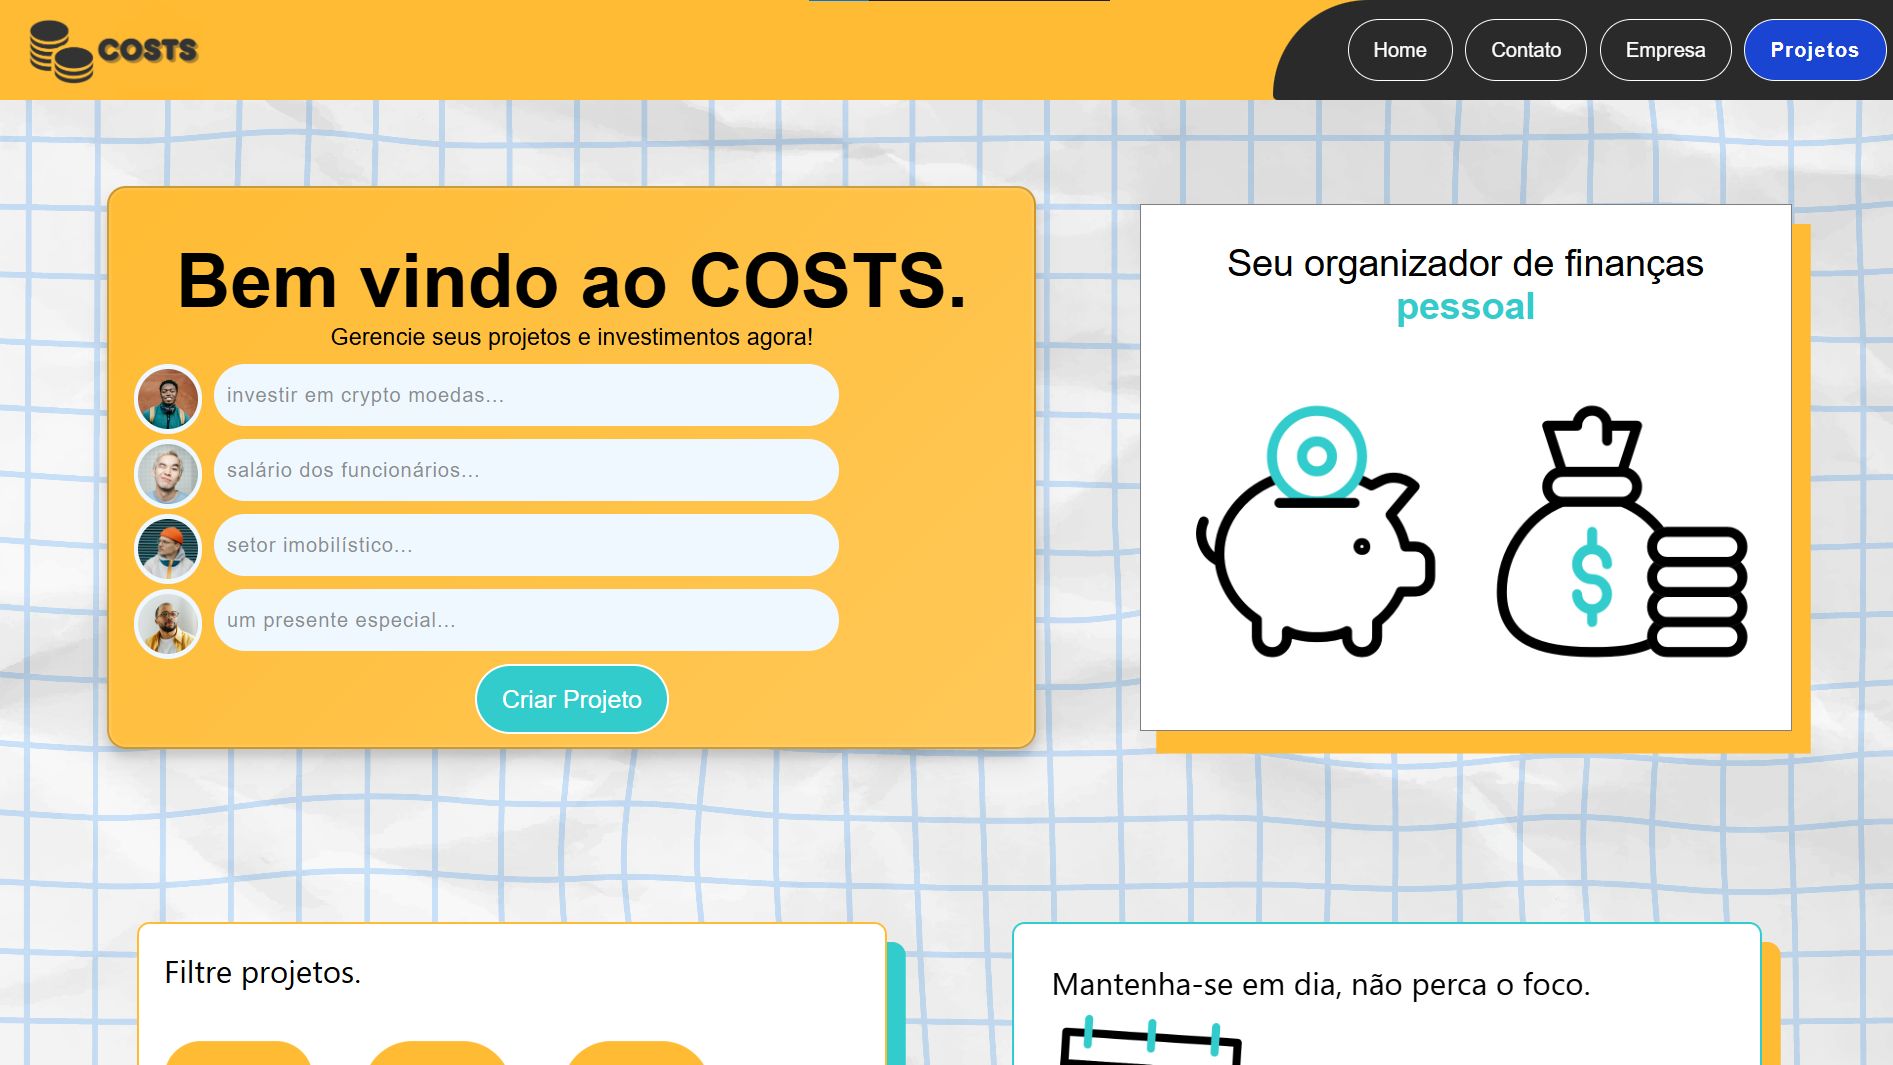 COSTS
Home
Contato
Empresa
Projetos
Bem vindo ao COSTS.
Gerencie seus projetos e investimentos agora!
investir em crypto moedas...
salário dos funcionários...
setor imobilístico...
um presente especial...
Criar Projeto
Seu organizador de finanças
pessoal
$
Filtre projetos.
Mantenha-se em dia, não perca o foco.